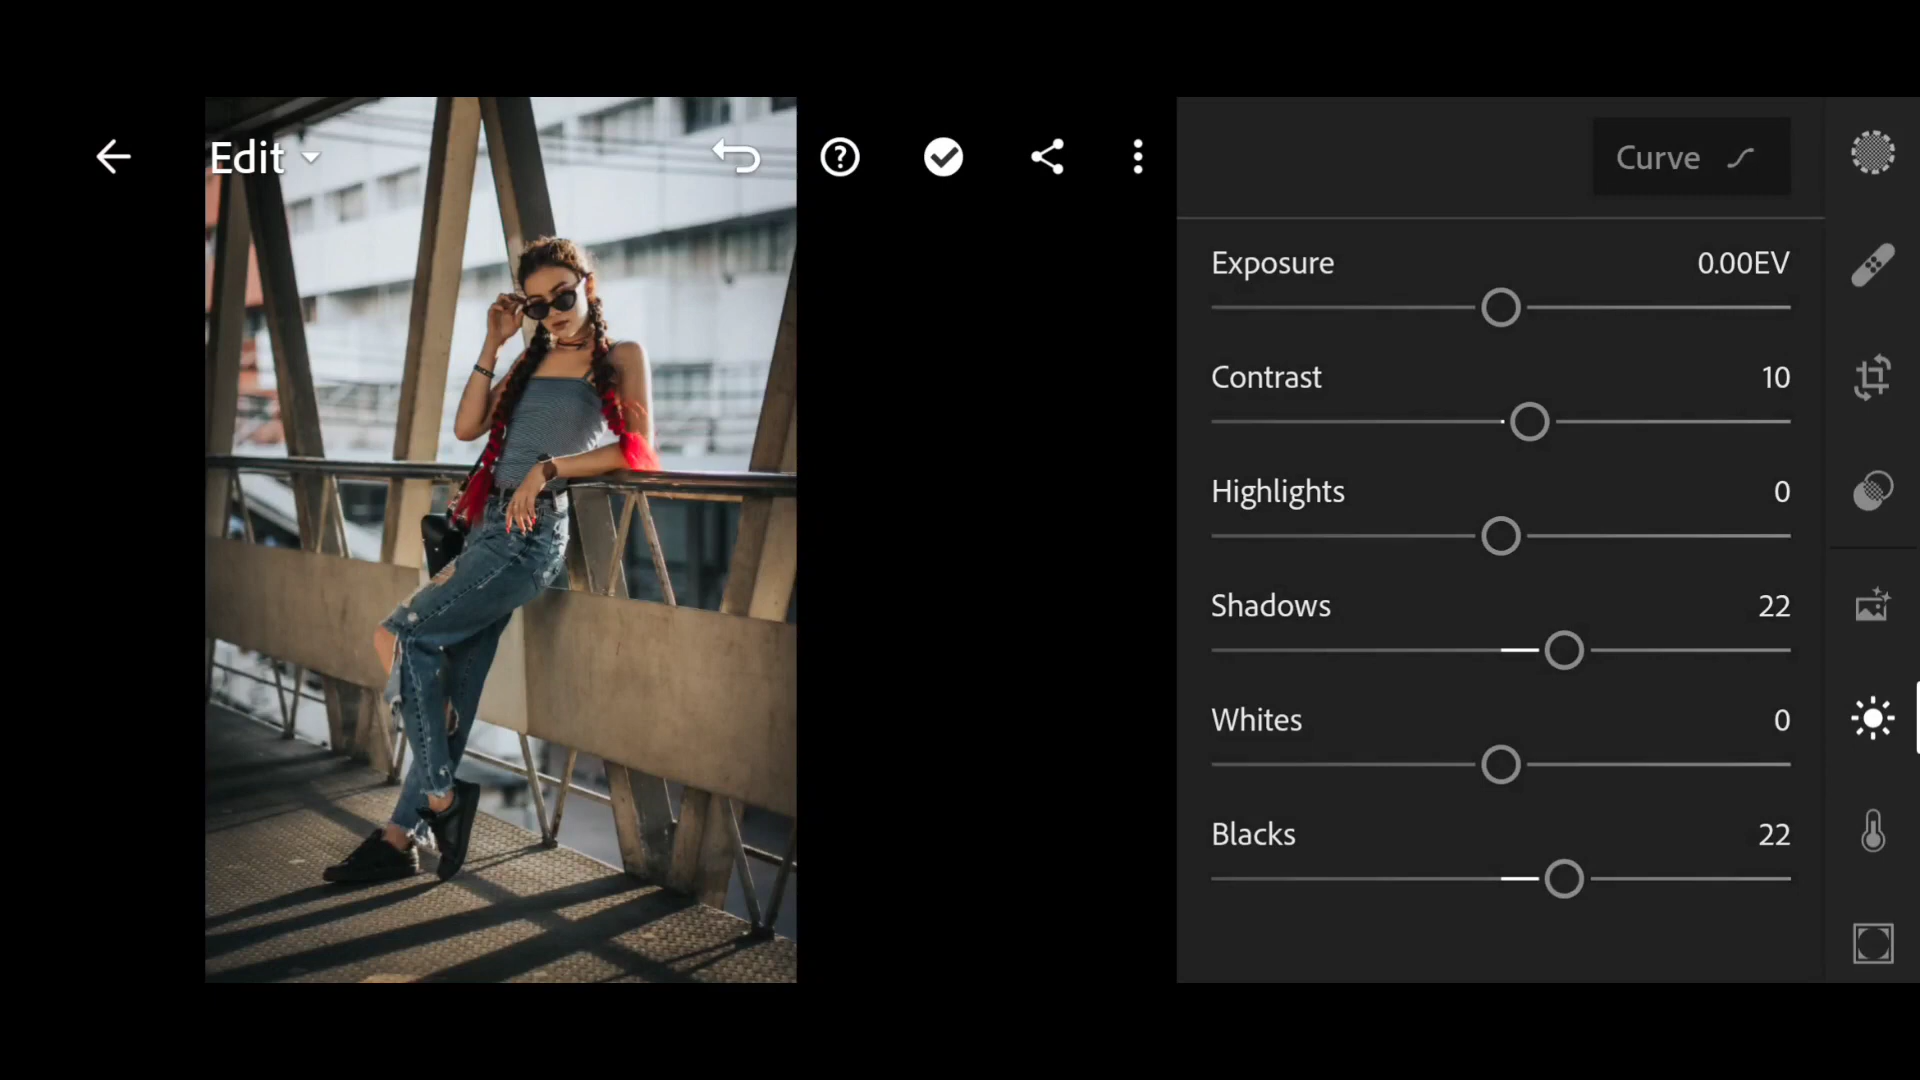 Edit
Curve
Exposure 0.00EV
Contrast 10
Highlights 0
Shadows 22
Whites 0
Blacks 22